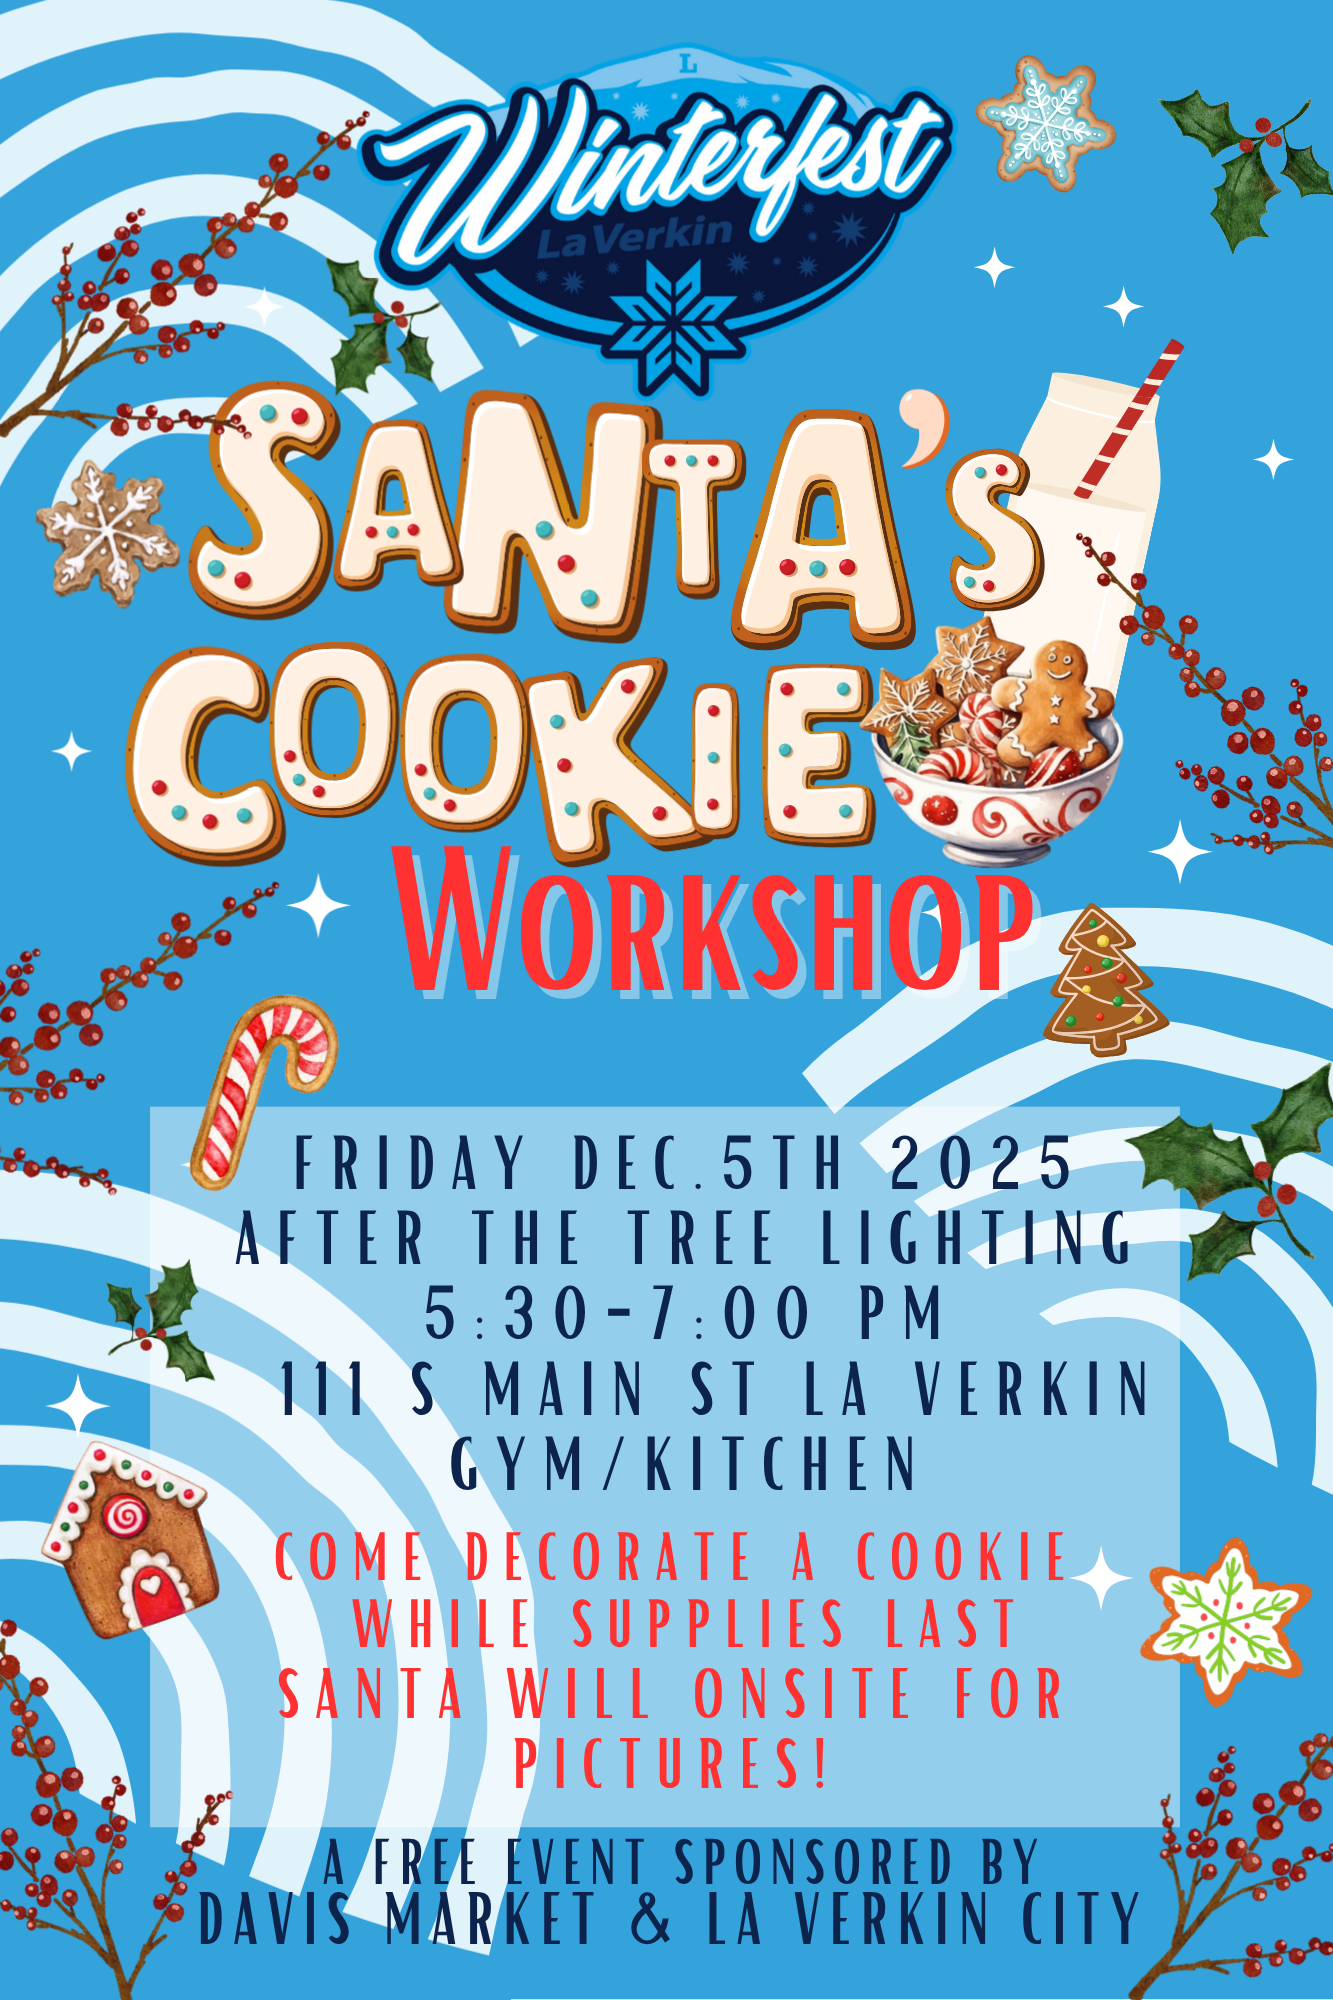 L
Winterfest
LaVerkin
SANTA's
COOKIE
WORKSHOP
FRIDAY DEC.5TH 2025
AFTER THE TREE LIGHTING
5:30-7:00 PM
111 S MAIN ST LA VERKIN
GYM/KITCHEN
COME DECORATE A COOKIE
WHILE SUPPLIES LAST
SANTA WILL ONSITE FOR
PICTURES!
A FREE EVENT SPONSORED BY
DAVIS MARKET & LA VERKIN CITY